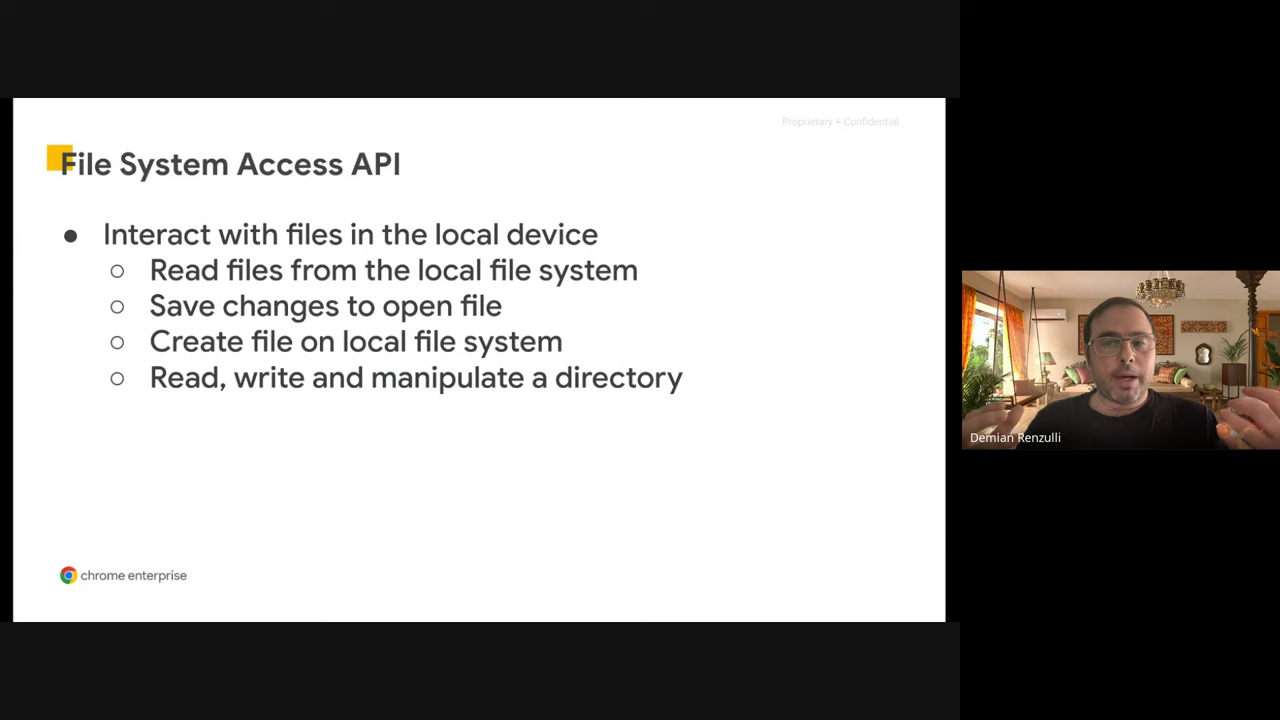 Proprietary + Confidential
File System Access API
● Interact with files in the local device
○ Read files from the local file system
○ Save changes to open file
○ Create file on local file system
○ Read, write and manipulate a directory
chrome enterprise
Demian Renzulli